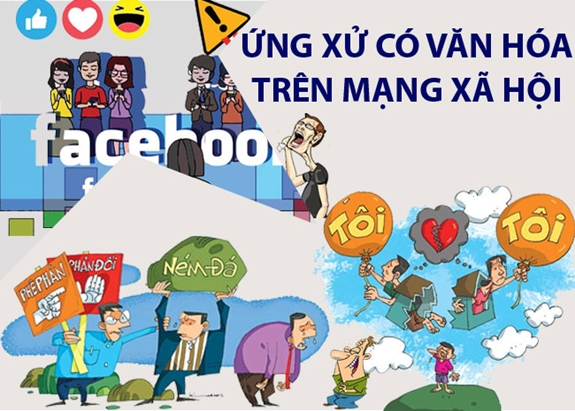 ỨNG XỬ CÓ VĂN HÓA
TRÊN MẠNG XÃ HỘI
facebook
PHÊ PHÁN
PHẢN ĐỐI
NÉM ĐÁ
TÔI
TÔI